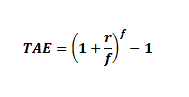 TAE = (1 + r/f)^f − 1